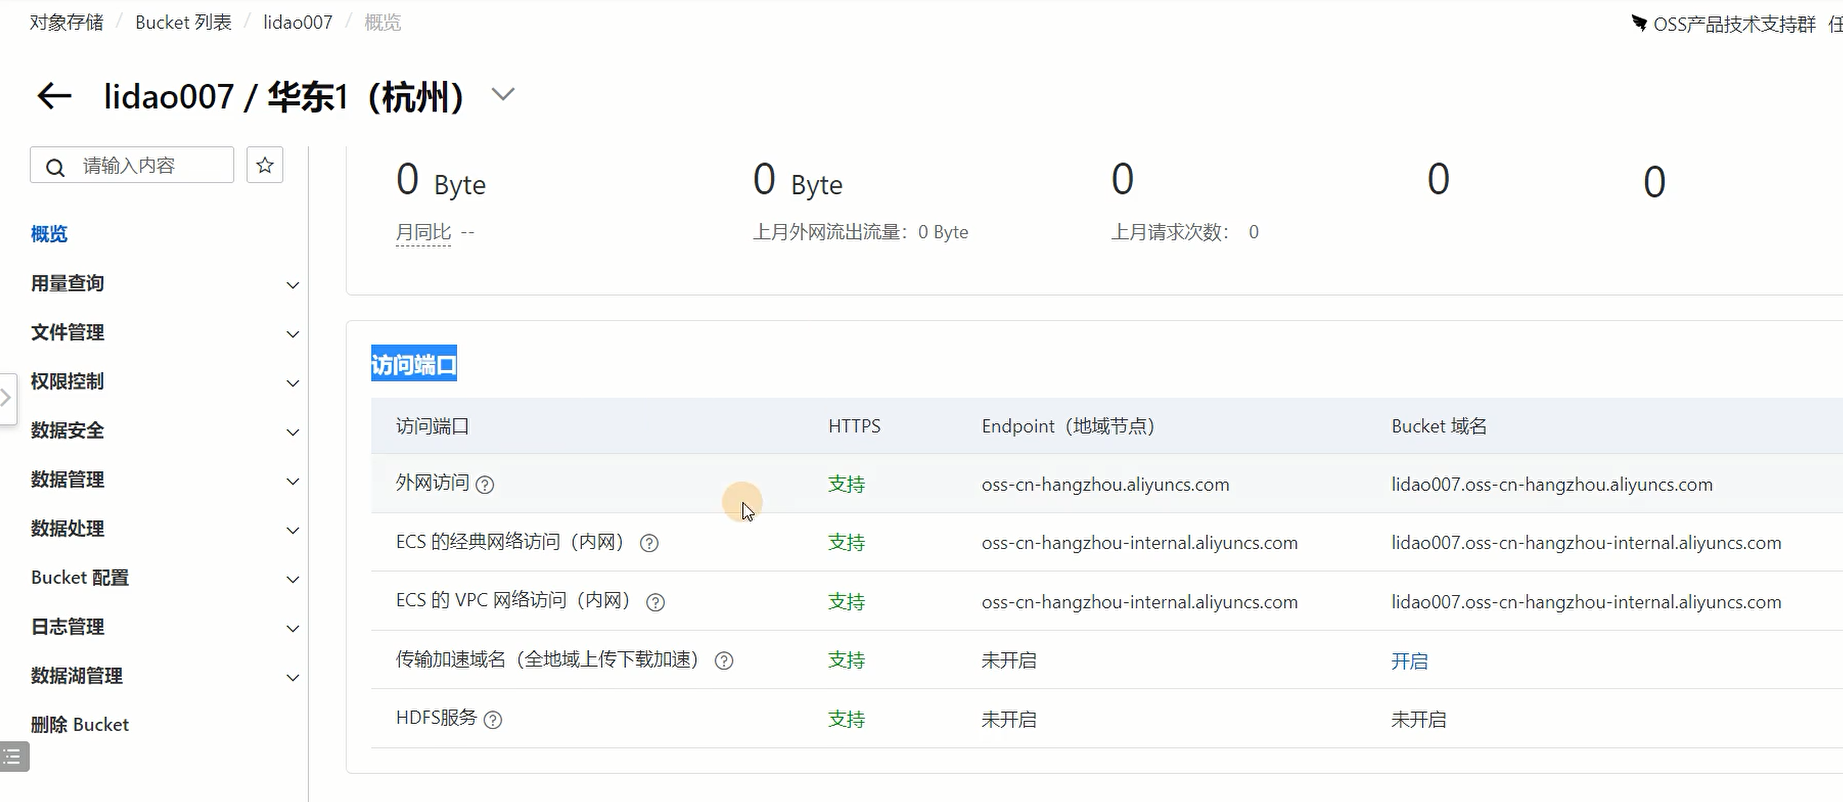 对象存储 / Bucket 列表 / lidao007 / 概览
OSS产品技术支持群
lidao007 / 华东1（杭州）
请输入内容
概览
用量查询
文件管理
权限控制
数据安全
数据管理
数据处理
Bucket 配置
日志管理
数据湖管理
删除 Bucket
0 Byte 0 Byte 0 0 0
月同比 -- 上月外网流出流量：0 Byte 上月请求次数： 0
访问端口
访问端口 HTTPS Endpoint（地域节点） Bucket 域名
外网访问 支持 oss-cn-hangzhou.aliyuncs.com lidao007.oss-cn-hangzhou.aliyuncs.com
ECS 的经典网络访问（内网） 支持 oss-cn-hangzhou-internal.aliyuncs.com lidao007.oss-cn-hangzhou-internal.aliyuncs.com
ECS 的 VPC 网络访问（内网） 支持 oss-cn-hangzhou-internal.aliyuncs.com lidao007.oss-cn-hangzhou-internal.aliyuncs.com
传输加速域名（全地域上传下载加速） 支持 未开启 开启
HDFS服务 支持 未开启 未开启